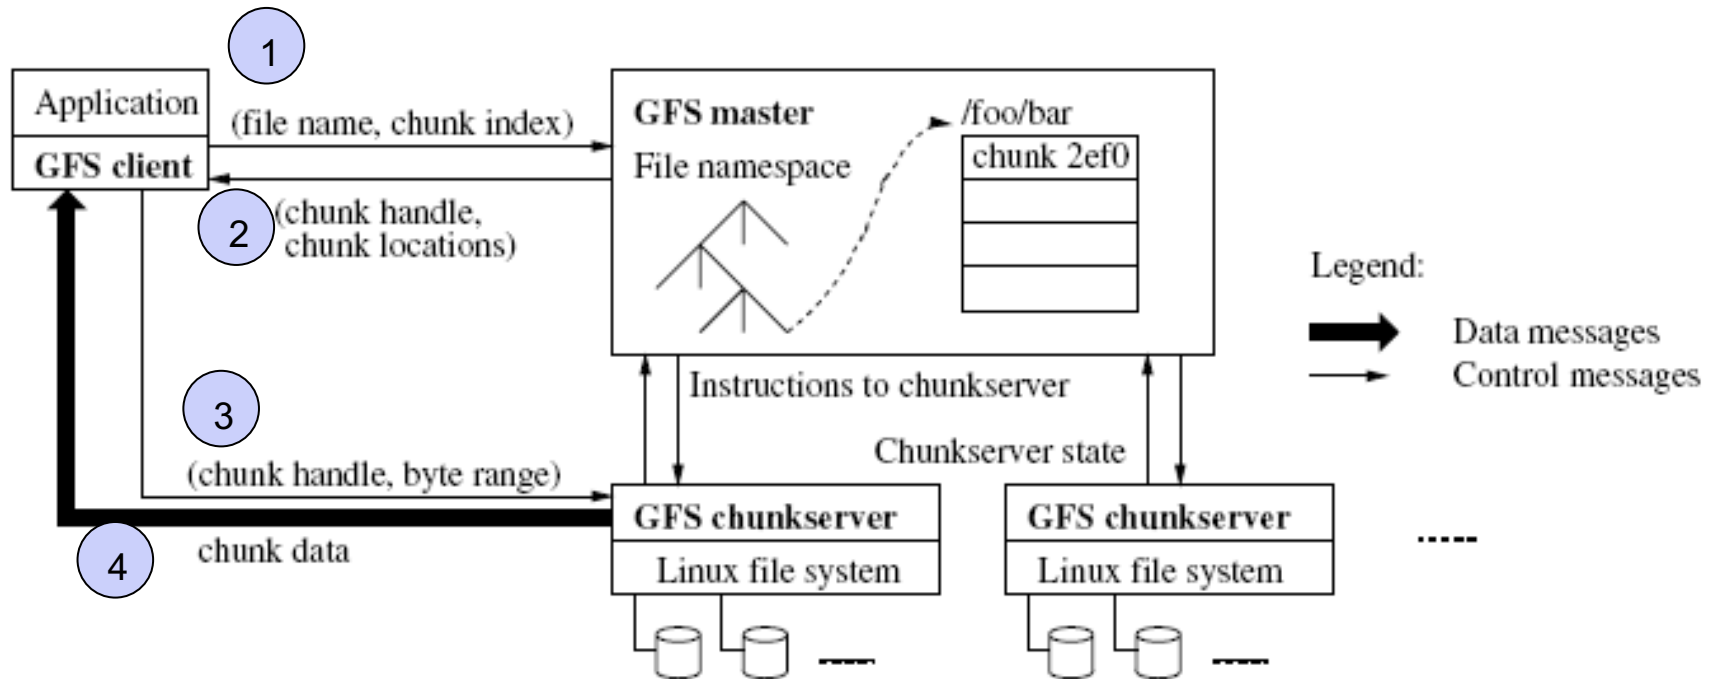 1
Application
(file name, chunk index)
GFS client
2
(chunk handle,
chunk locations)
GFS master
File namespace
/foo/bar
chunk 2ef0
Legend:
Data messages
Control messages
Instructions to chunkserver
Chunkserver state
3
(chunk handle, byte range)
4
chunk data
GFS chunkserver
Linux file system
GFS chunkserver
Linux file system